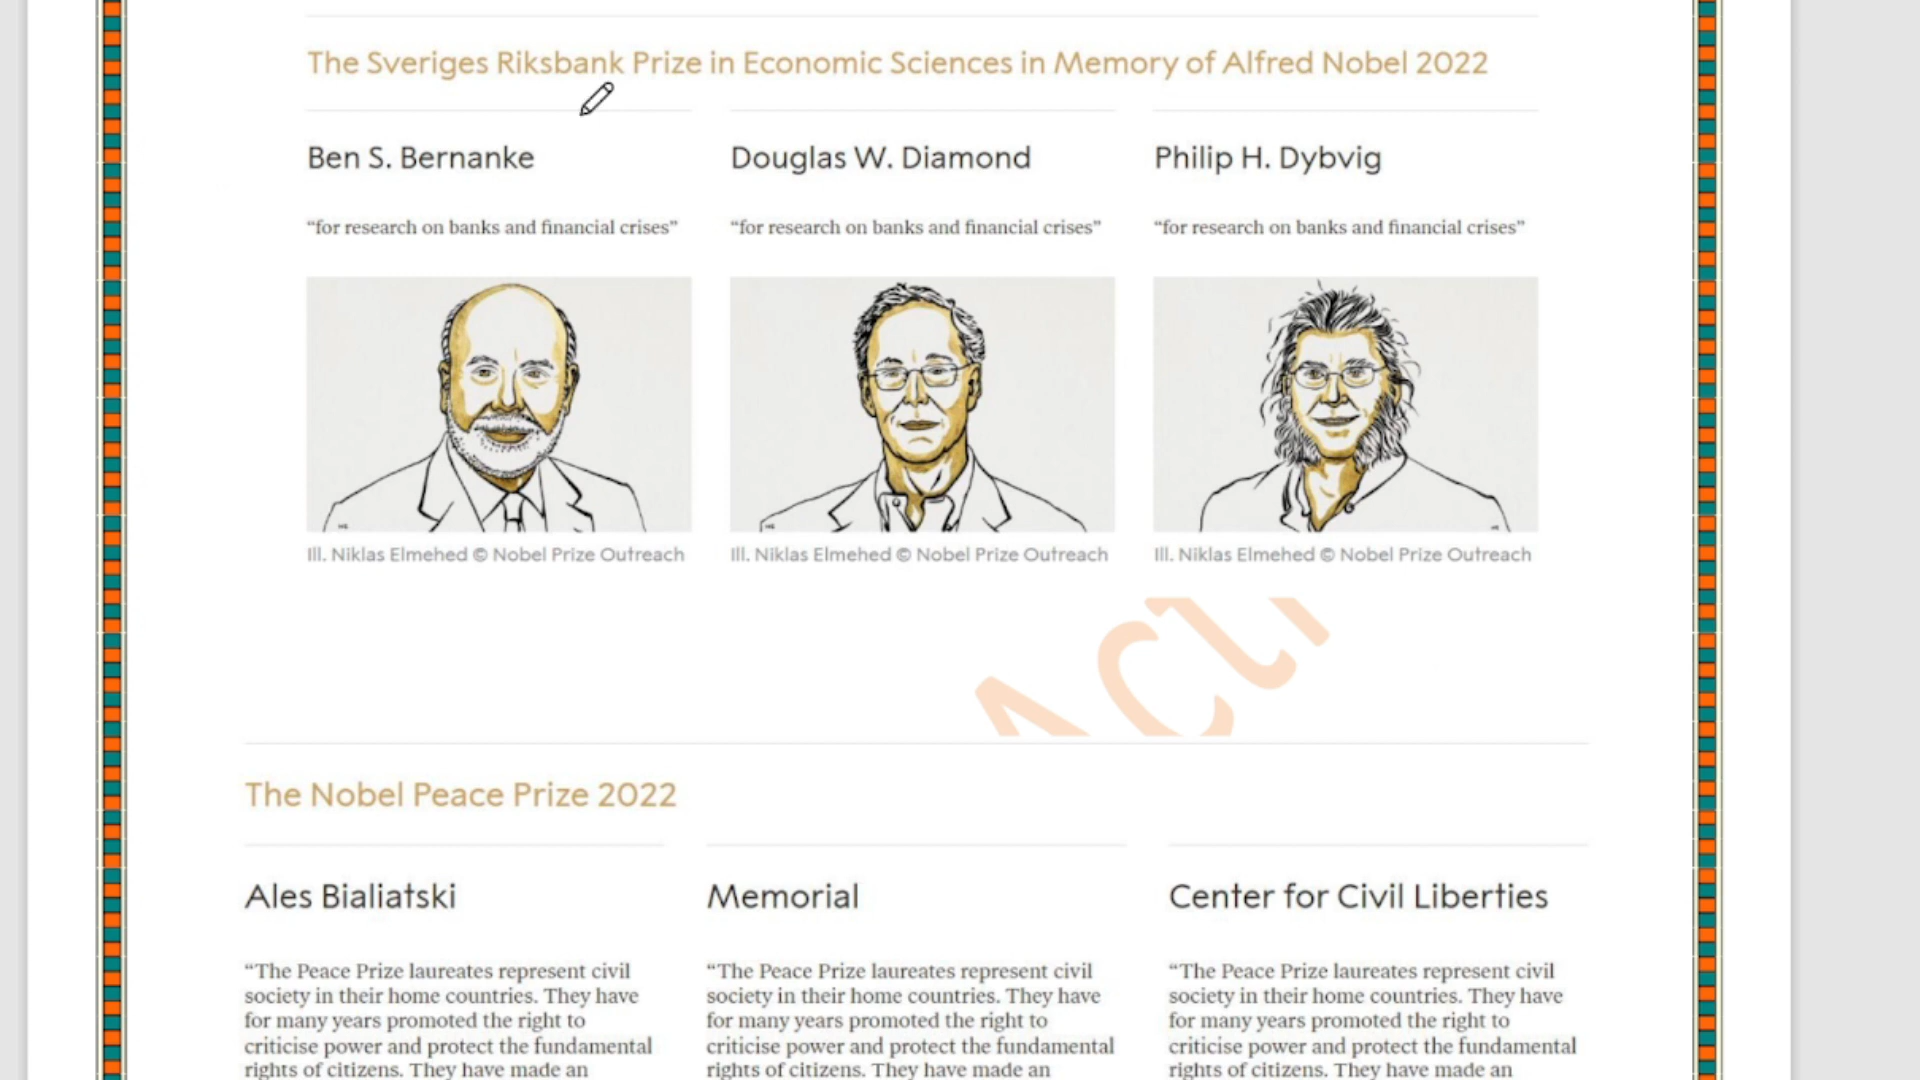 The Sveriges Riksbank Prize in Economic Sciences in Memory of Alfred Nobel 2022
Ben S. Bernanke
"for research on banks and financial crises"
Ill. Niklas Elmehed © Nobel Prize Outreach
Douglas W. Diamond
"for research on banks and financial crises"
Ill. Niklas Elmehed © Nobel Prize Outreach
Philip H. Dybvig
"for research on banks and financial crises"
Ill. Niklas Elmehed © Nobel Prize Outreach
The Nobel Peace Prize 2022
Ales Bialiatski
“The Peace Prize laureates represent civil
society in their home countries. They have
for many years promoted the right to
criticise power and protect the fundamental
rights of citizens. They have made an
Memorial
“The Peace Prize laureates represent civil
society in their home countries. They have
for many years promoted the right to
criticise power and protect the fundamental
rights of citizens. They have made an
Center for Civil Liberties
“The Peace Prize laureates represent civil
society in their home countries. They have
for many years promoted the right to
criticise power and protect the fundamental
rights of citizens. They have made an